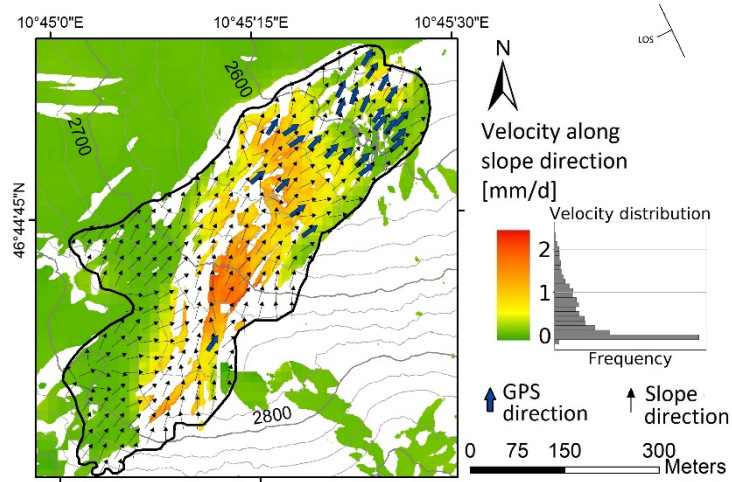 10°45'0"E
10°45'15"E
10°45'30"E
46°44'45"N
2600
2700
2800
LOS
N
Velocity along
slope direction
[mm/d]
Velocity distribution
2
1
0
Frequency
GPS
direction
Slope
direction
0 75 150 300
Meters